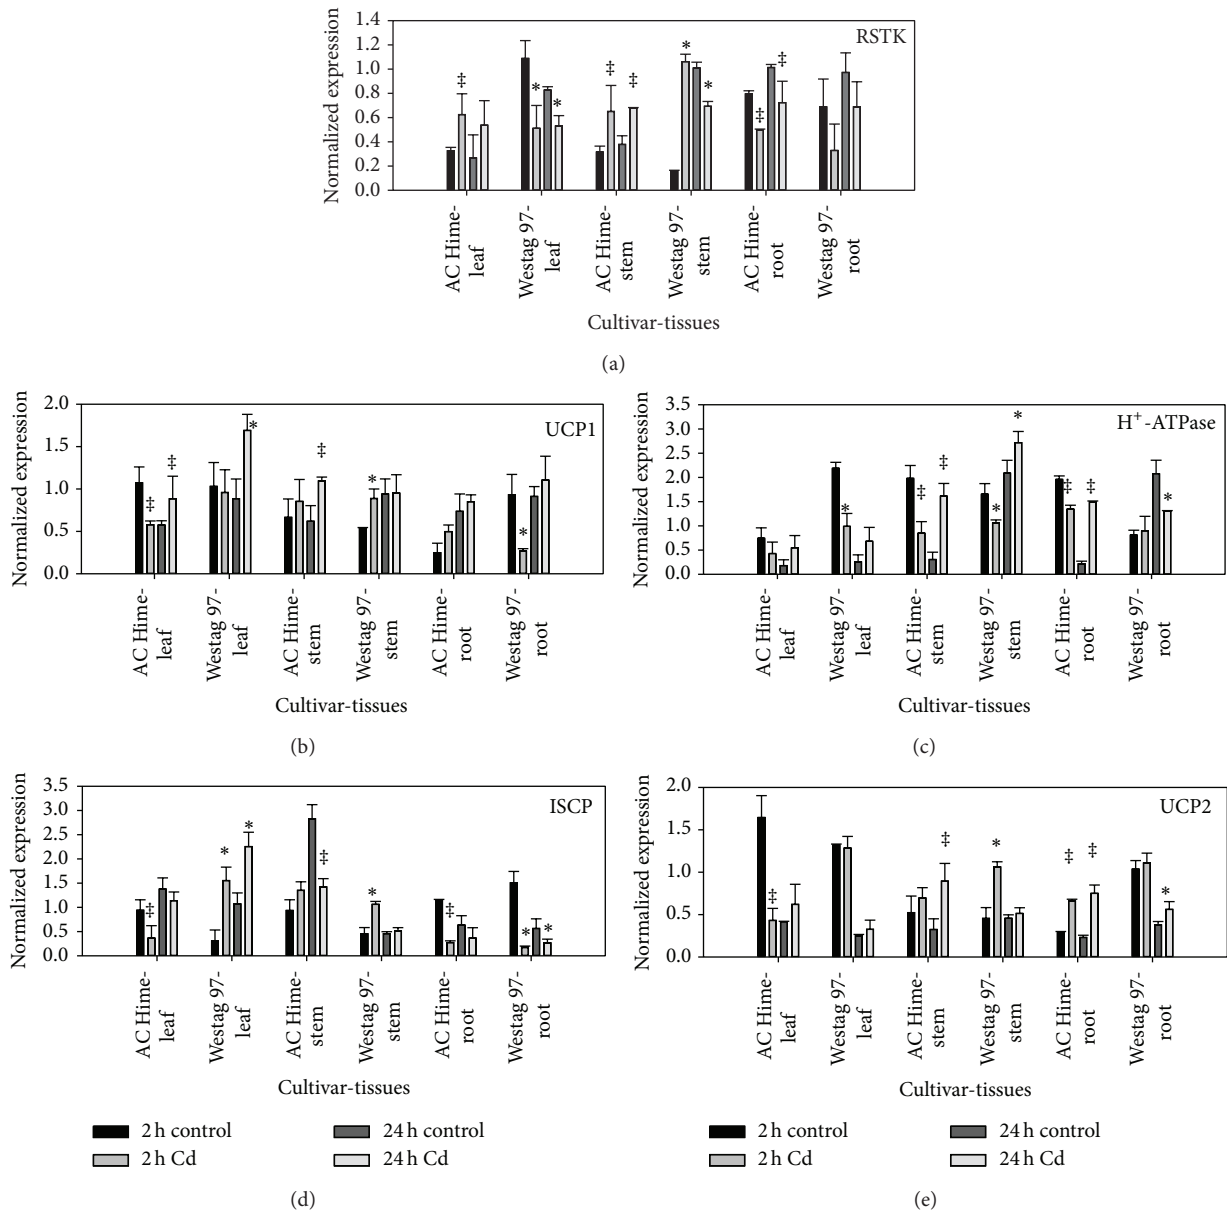 RSTK
Normalized expression
1.4
1.2
1.0
0.8
0.6
0.4
0.2
0.0
‡
*
*
‡
‡
*
*
‡
‡
AC Hime-
leaf
Westag 97-
leaf
AC Hime-
stem
Westag 97-
stem
AC Hime-
root
Westag 97-
root
Cultivar-tissues
(a)
UCP1
Normalized expression
2.0
1.5
1.0
0.5
0.0
‡
‡
*
‡
*
*
AC Hime-
leaf
Westag 97-
leaf
AC Hime-
stem
Westag 97-
stem
AC Hime-
root
Westag 97-
root
Cultivar-tissues
(b)
H⁺-ATPase
Normalized expression
3.5
3.0
2.5
2.0
1.5
1.0
0.5
0.0
*
‡
‡
*
*
‡
‡
*
AC Hime-
leaf
Westag 97-
leaf
AC Hime-
stem
Westag 97-
stem
AC Hime-
root
Westag 97-
root
Cultivar-tissues
(c)
ISCP
Normalized expression
3.5
3.0
2.5
2.0
1.5
1.0
0.5
0.0
‡
*
*
‡
*
‡
*
*
AC Hime-
leaf
Westag 97-
leaf
AC Hime-
stem
Westag 97-
stem
AC Hime-
root
Westag 97-
root
Cultivar-tissues
2 h control
2 h Cd
24 h control
24 h Cd
(d)
UCP2
Normalized expression
2.0
1.5
1.0
0.5
0.0
‡
‡
*
‡
‡
*
AC Hime-
leaf
Westag 97-
leaf
AC Hime-
stem
Westag 97-
stem
AC Hime-
root
Westag 97-
root
Cultivar-tissues
2 h control
2 h Cd
24 h control
24 h Cd
(e)